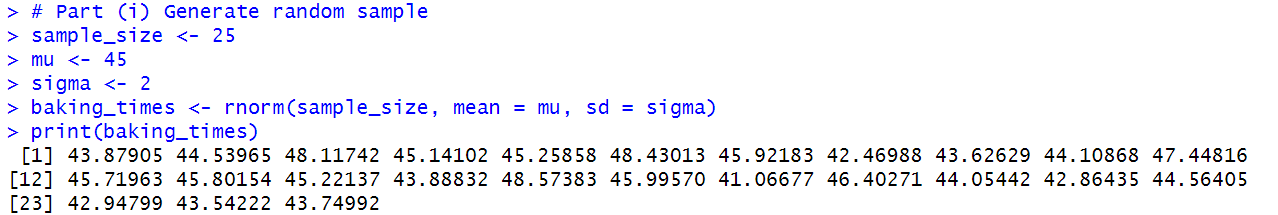 > # Part (i) Generate random sample
> sample_size <- 25
> mu <- 45
> sigma <- 2
> baking_times <- rnorm(sample_size, mean = mu, sd = sigma)
> print(baking_times)
 [1] 43.87905 44.53965 48.11742 45.14102 45.25858 48.43013 45.92183 42.46988 43.62629 44.10868 47.44816
[12] 45.71963 45.80154 45.22137 43.88832 48.57383 45.99570 41.06677 46.40271 44.05442 42.86435 44.56405
[23] 42.94799 43.54222 43.74992